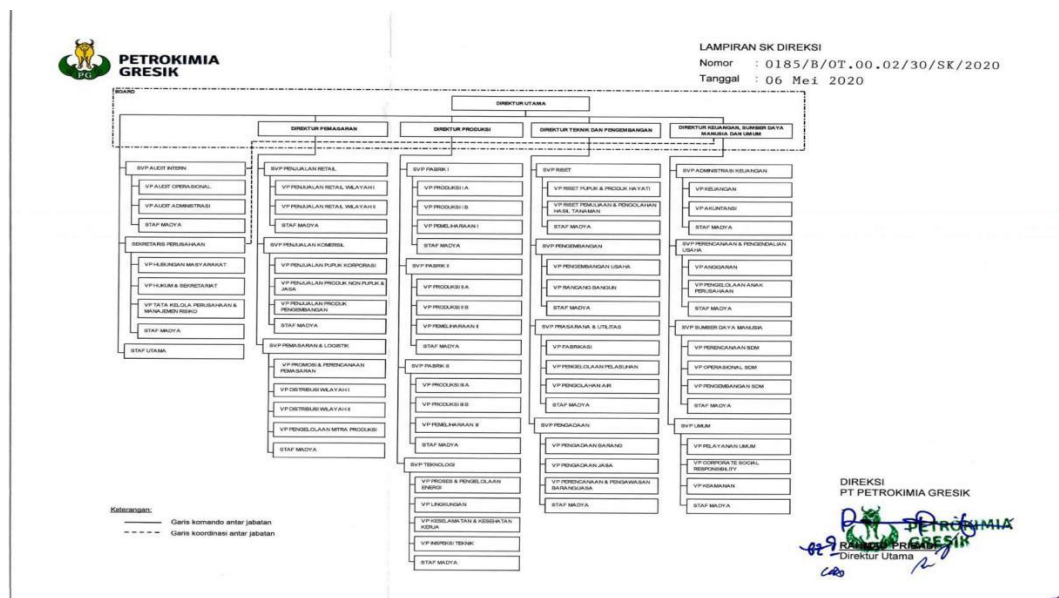 PETROKIMIA
GRESIK
PG
LAMPIRAN SK DIREKSI
Nomor : 0185/B/OT.00.02/30/SK/2020
Tanggal : 06 Mei 2020
BOARD
DIREKTUR UTAMA
DIREKTUR PEMASARAN
DIREKTUR PRODUKSI
DIREKTUR TEKNIK DAN PENGEMBANGAN
DIREKTUR KEUANGAN, SUMBER DAYA
MANUSIA DAN UMUM
SVP AUDIT INTERN
VP AUDIT OPERASIONAL
VP AUDIT ADMINISTRASI
STAF MADYA
SEKRETARIS PERUSAHAAN
VP HUBUNGAN MASYARAKAT
VP HUKUM & SEKRETARIAT
VP TATA KELOLA PERUSAHAAN &
MANAJEMEN RISIKO
STAF MADYA
STAF UTAMA
SVP PENJUALAN RETAIL
VP PENJUALAN RETAIL WILAYAH I
VP PENJUALAN RETAIL WILAYAH II
STAF MADYA
SVP PENJUALAN KOMERSIL
VP PENJUALAN PUPUK KORPORASI
VP PENJUALAN PRODUK NON PUPUK &
JASA
VP PENJUALAN PRODUK
PENGEMBANGAN
STAF MADYA
SVP PEMASARAN & LOGISTIK
VP PROMOSI & PERENCANAAN
PEMASARAN
VP DISTRIBUSI WILAYAH I
VP DISTRIBUSI WILAYAH II
VP PENGELOLAAN MITRA PRODUKSI
STAF MADYA
SVP PABRIK I
VP PRODUKSI I A
VP PRODUKSI I B
VP PEMELIHARAAN I
STAF MADYA
SVP PABRIK II
VP PRODUKSI II A
VP PRODUKSI II B
VP PEMELIHARAAN II
STAF MADYA
SVP PABRIK III
VP PRODUKSI III A
VP PRODUKSI III B
VP PEMELIHARAAN III
STAF MADYA
SVP TEKNOLOGI
VP PROSES & PENGELOLAAN
ENERGI
VP LINGKUNGAN
VP KESELAMATAN & KESEHATAN
KERJA
VP INSPEKSI TEKNIK
STAF MADYA
SVP RISET
VP RISET PUPUK & PRODUK HAYATI
VP RISET PEMULIAAN & PENGOLAHAN
HASIL TANAMAN
STAF MADYA
SVP PENGEMBANGAN
VP PENGEMBANGAN USAHA
VP RANCANG BANGUN
STAF MADYA
SVP PRASARANA & UTILITAS
VP FABRIKASI
VP PENGELOLAAN PELABUHAN
VP PENGOLAHAN AIR
STAF MADYA
SVP PENGADAAN
VP PENGADAAN BARANG
VP PENGADAAN JASA
VP PERENCANAAN & PENGAWASAN
BARANG/JASA
STAF MADYA
SVP ADMINISTRASI KEUANGAN
VP KEUANGAN
VP AKUNTANSI
STAF MADYA
SVP PERENCANAAN & PENGENDALIAN
USAHA
VP ANGGARAN
VP PENGELOLAAN ANAK
PERUSAHAAN
STAF MADYA
SVP SUMBER DAYA MANUSIA
VP PERENCANAAN SDM
VP OPERASIONAL SDM
VP PENGEMBANGAN SDM
STAF MADYA
SVP UMUM
VP PELAYANAN UMUM
VP CORPORATE SOCIAL
RESPONSIBILITY
VP KEAMANAN
STAF MADYA
Keterangan:
Garis komando antar jabatan
Garis koordinasi antar jabatan
DIREKSI
PT PETROKIMIA GRESIK
PETROKIMIA
GRESIK
RAHMAD PRIBADI
Direktur Utama